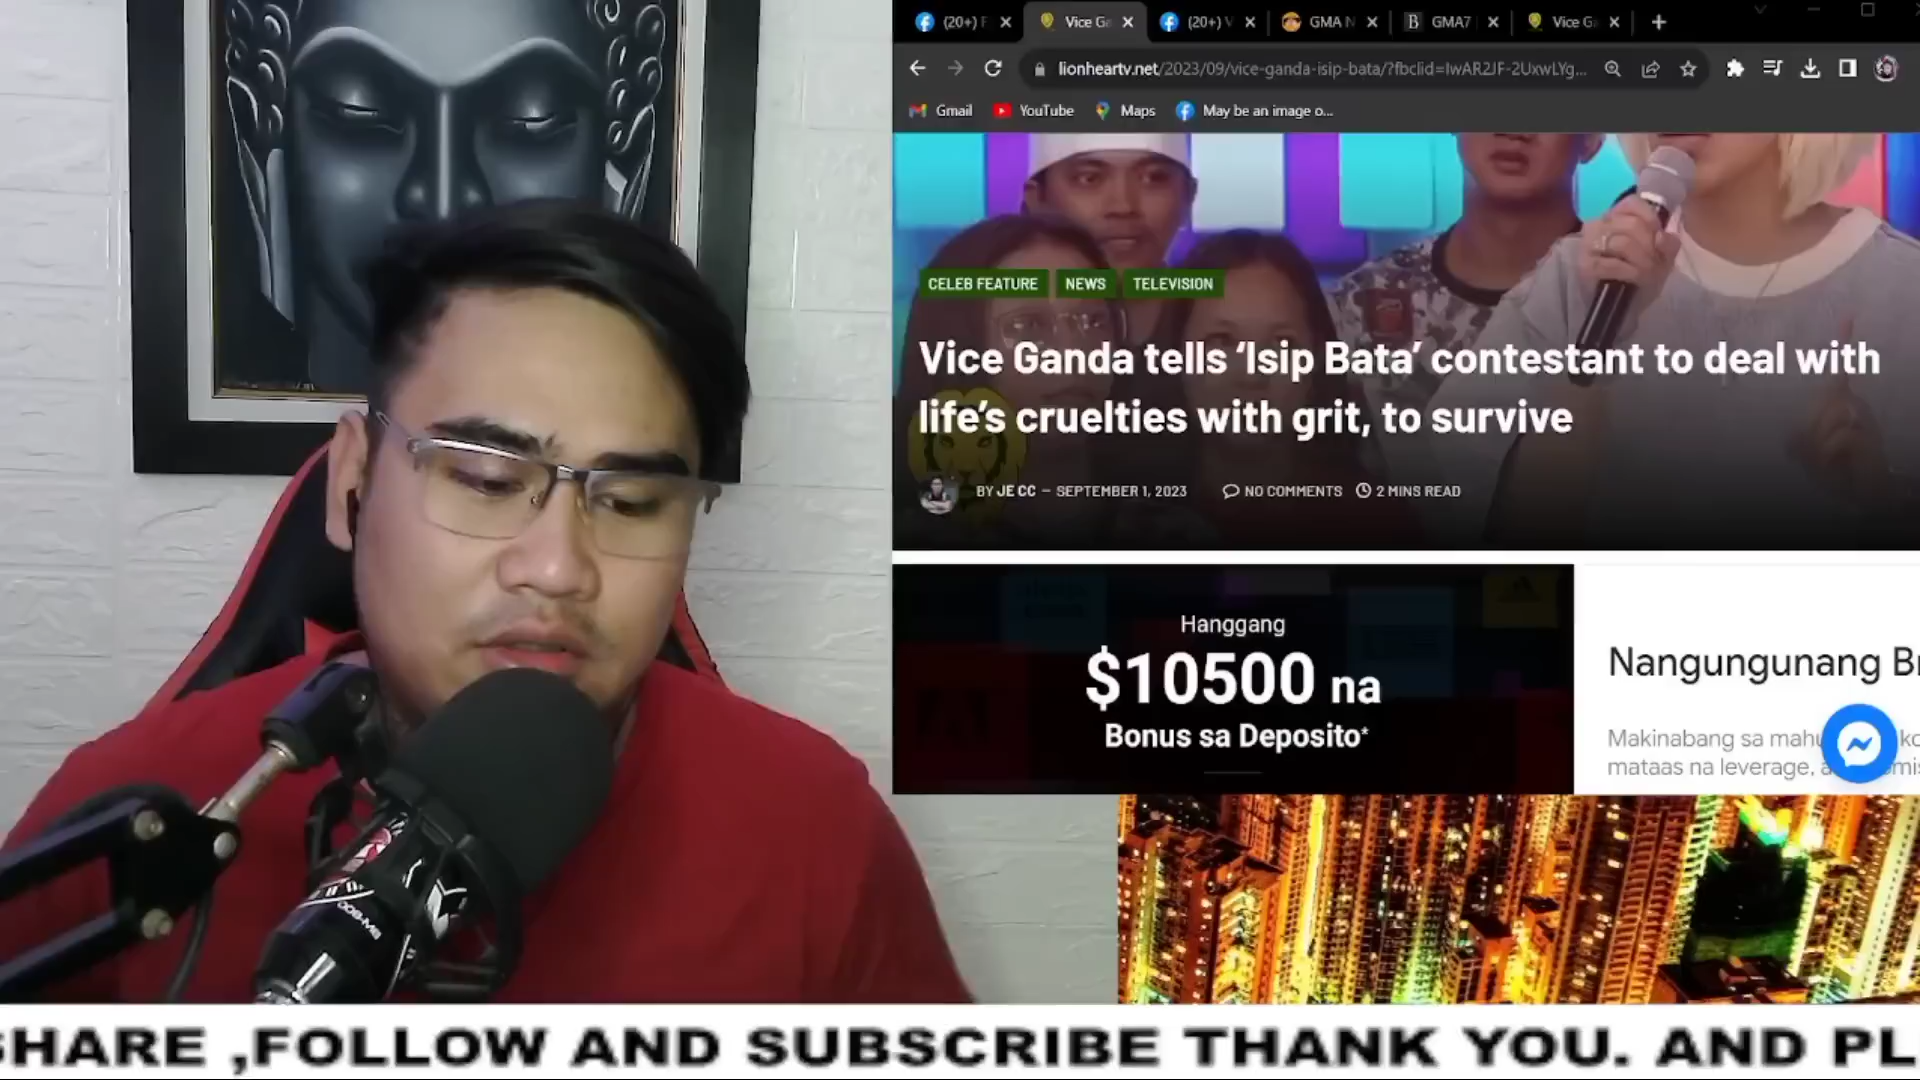 (20+) F
Vice Ga
(20+) V
GMA N
GMA7
Vice G
lionheartv.net/2023/09/vice-ganda-isip-bata/?fbclid=IwAR2JF-2UxwLYg...
Gmail
YouTube
Maps
May be an image o...
CELEB FEATURE
NEWS
TELEVISION
Vice Ganda tells ‘Isip Bata’ contestant to deal with
life’s cruelties with grit, to survive
BY JE CC – SEPTEMBER 1, 2023
NO COMMENTS
2 MINS READ
Hanggang
$10500 na
Bonus sa Deposito*
Nangungunang Br
Makinabang sa mah
mataas na leverage,
SHARE ,FOLLOW AND SUBSCRIBE THANK YOU. AND PL